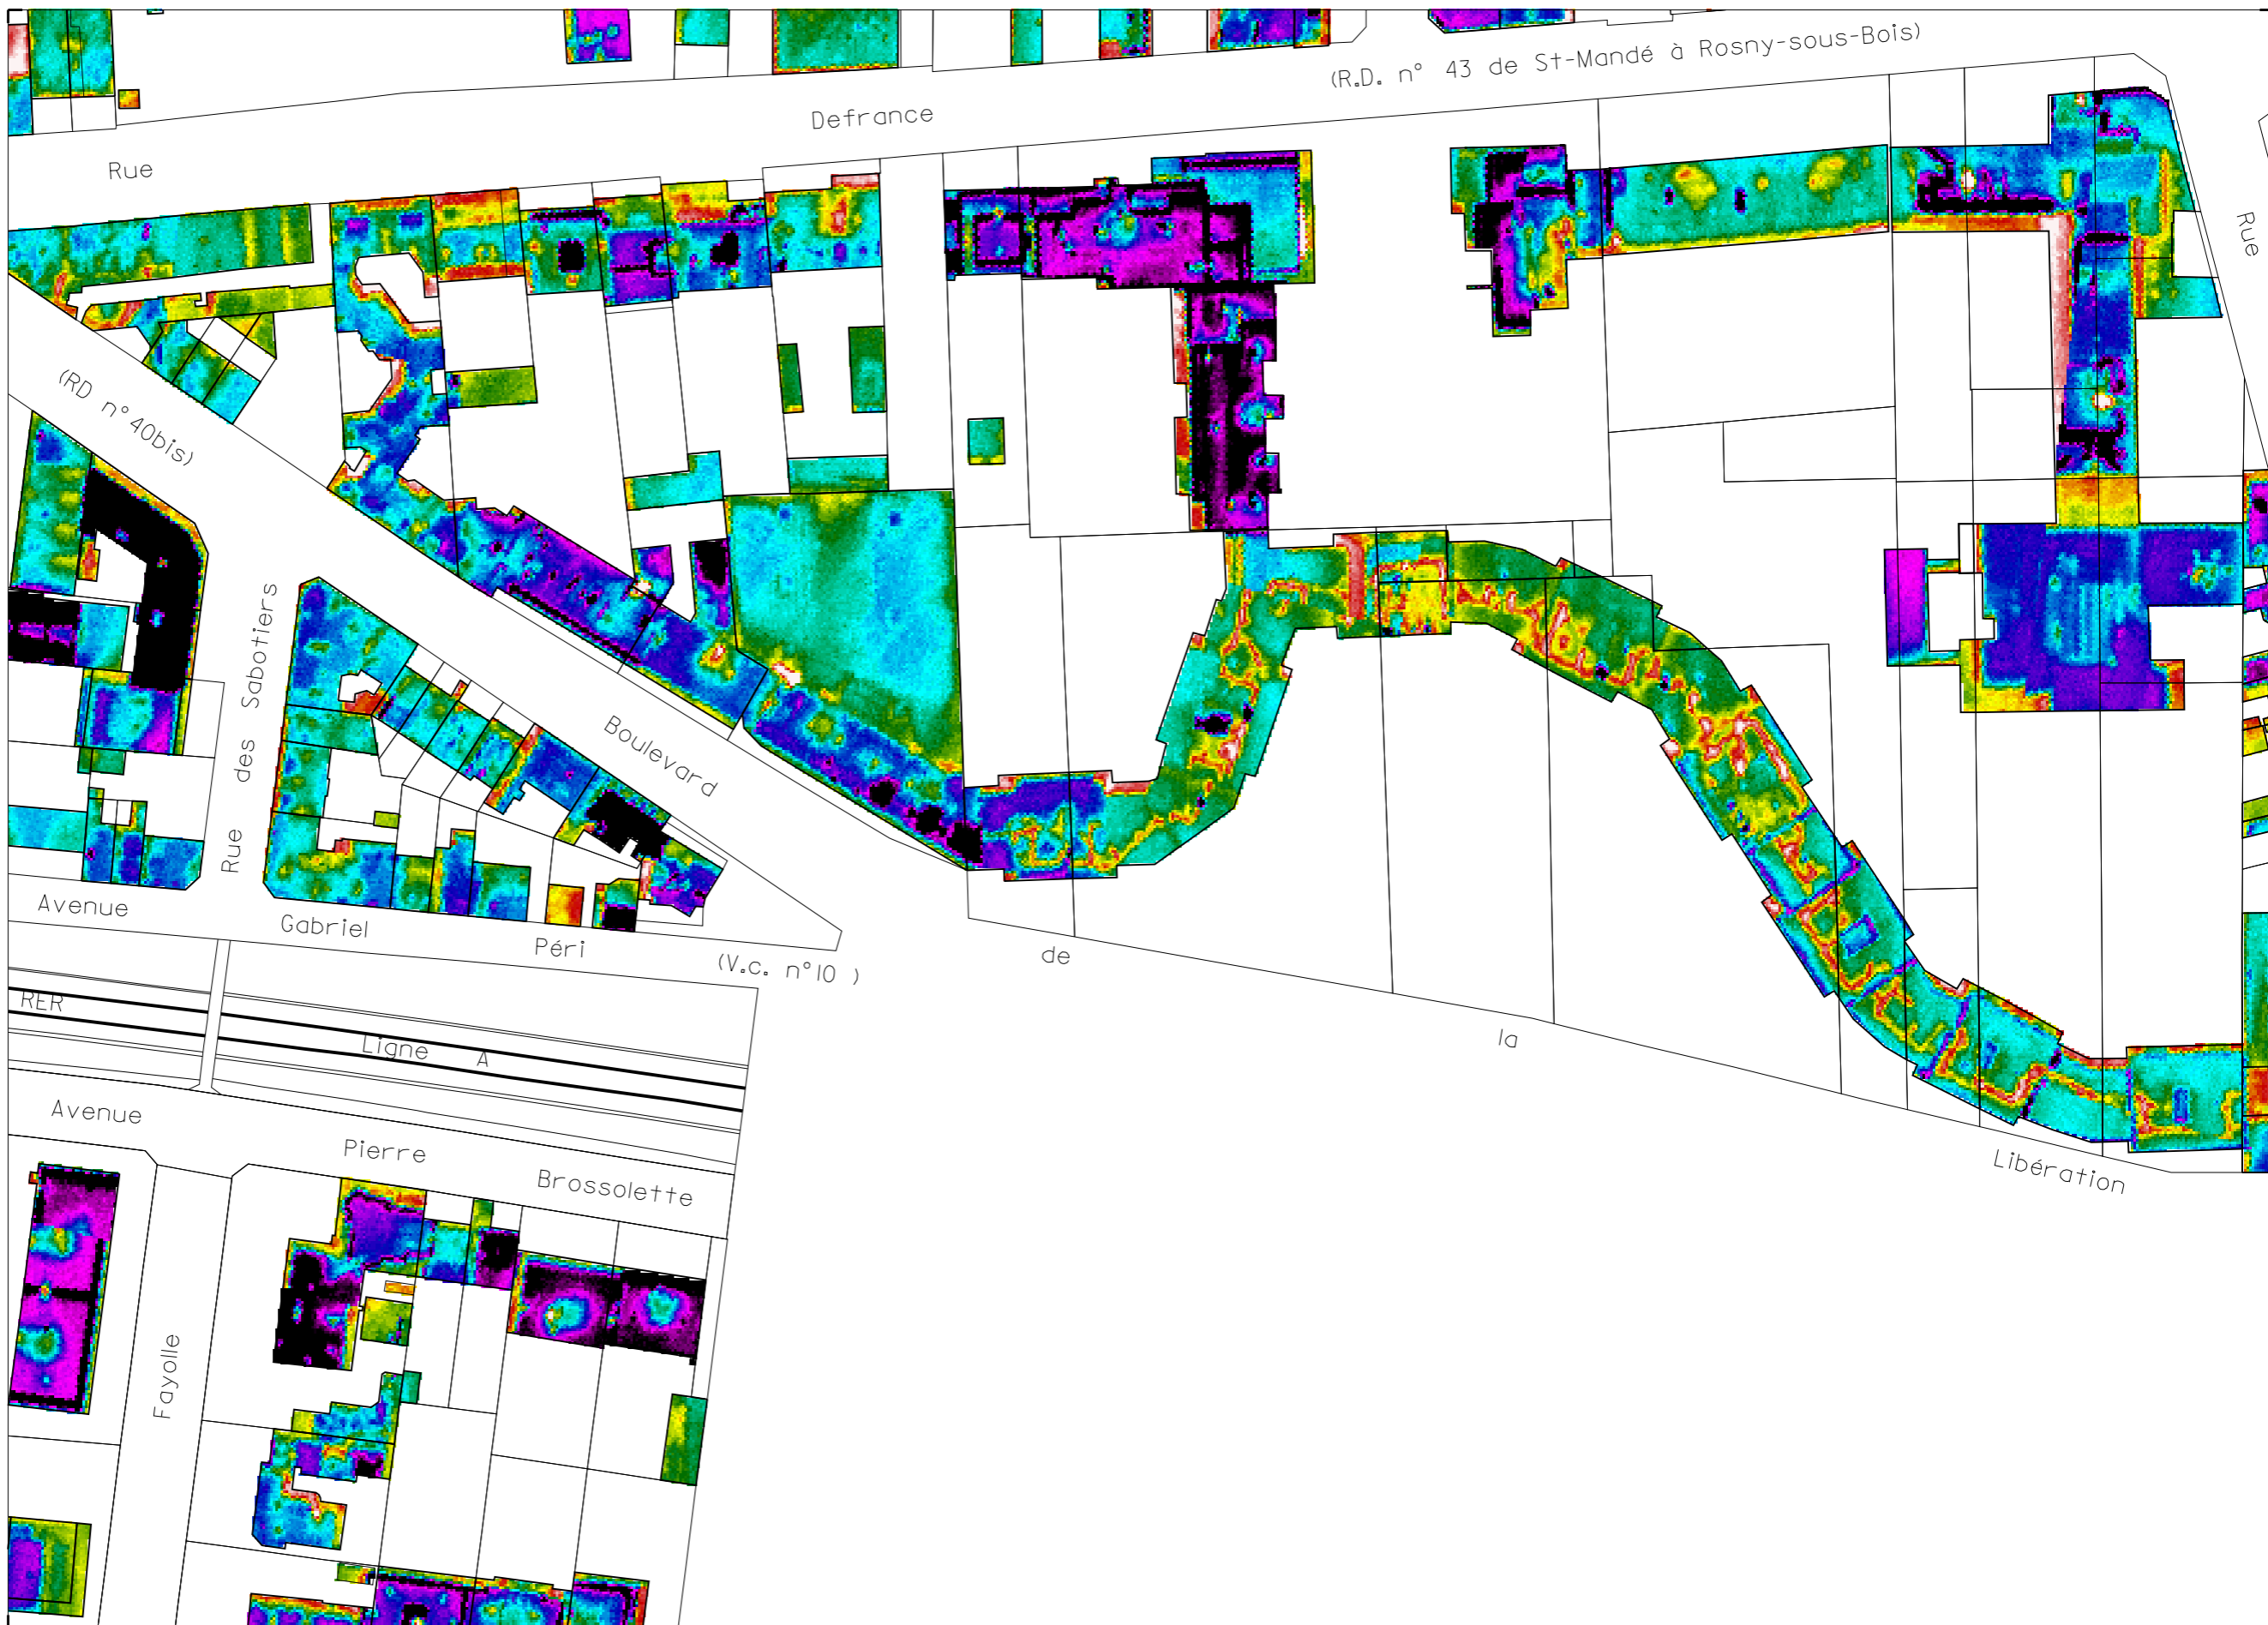 (R.D. n° 43 de St-Mandé à Rosny-sous-Bois)
Defrance
Rue
Rue
(RD n°40bis)
Rue des Sabotiers
Boulevard
Avenue
Gabriel
Péri
(V.c. n°10 )
de
la
Libération
RER
Ligne A
Avenue
Pierre
Brossolette
Fayolle